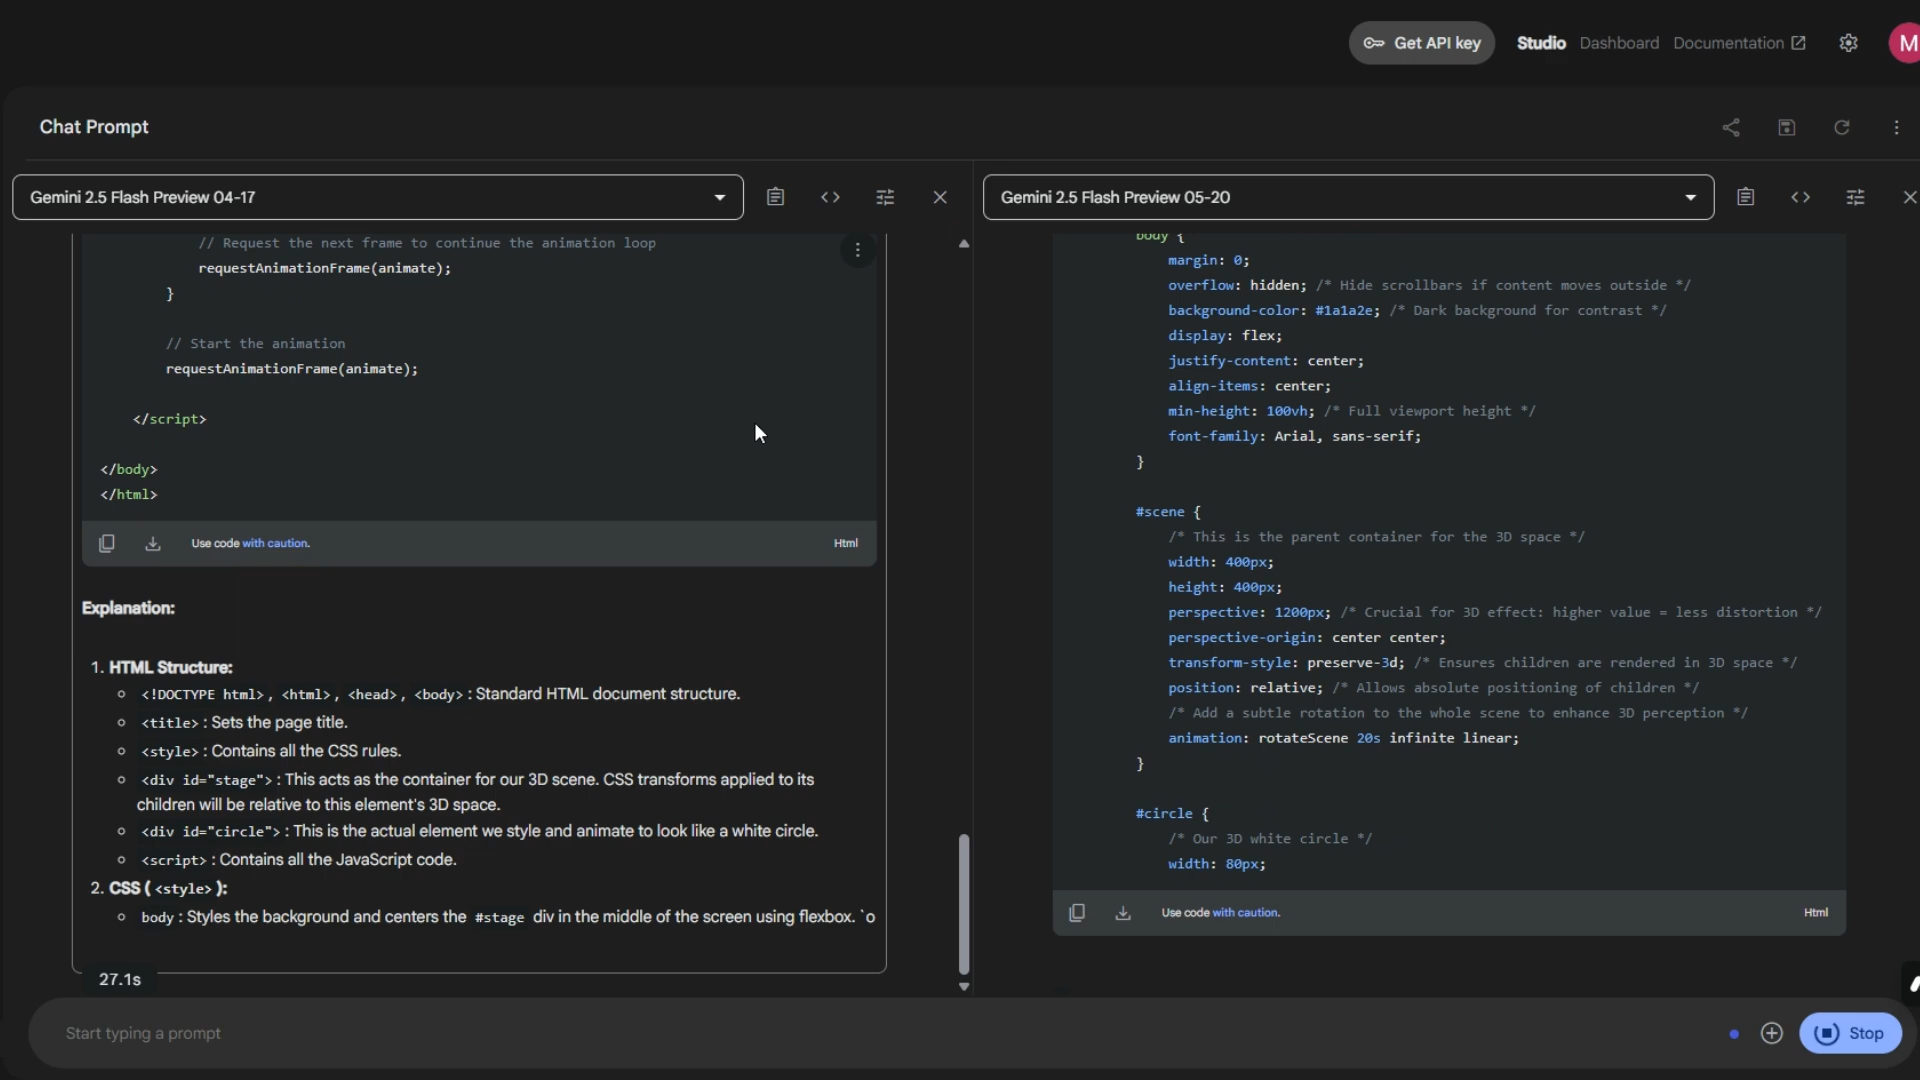 Get API key
Studio
Dashboard
Documentation
M
Chat Prompt
Gemini 2.5 Flash Preview 04-17
// Request the next frame to continue the animation loop
requestAnimationFrame(animate);
}
// Start the animation
requestAnimationFrame(animate);
</script>
</body>
</html>
Use code with caution.
Html
Explanation:
1. HTML Structure:
<!DOCTYPE html>, <html>, <head>, <body> : Standard HTML document structure.
<title> : Sets the page title.
<style> : Contains all the CSS rules.
<div id="stage"> : This acts as the container for our 3D scene. CSS transforms applied to its
children will be relative to this element's 3D space.
<div id="circle"> : This is the actual element we style and animate to look like a white circle.
<script> : Contains all the JavaScript code.
2. CSS ( <style> ):
body : Styles the background and centers the #stage div in the middle of the screen using flexbox. `o
27.1s
Gemini 2.5 Flash Preview 05-20
body {
margin: 0;
overflow: hidden; /* Hide scrollbars if content moves outside */
background-color: #1a1a2e; /* Dark background for contrast */
display: flex;
justify-content: center;
align-items: center;
min-height: 100vh; /* Full viewport height */
font-family: Arial, sans-serif;
}
#scene {
/* This is the parent container for the 3D space */
width: 400px;
height: 400px;
perspective: 1200px; /* Crucial for 3D effect: higher value = less distortion */
perspective-origin: center center;
transform-style: preserve-3d; /* Ensures children are rendered in 3D space */
position: relative; /* Allows absolute positioning of children */
/* Add a subtle rotation to the whole scene to enhance 3D perception */
animation: rotateScene 20s infinite linear;
}
#circle {
/* Our 3D white circle */
width: 80px;
Use code with caution.
Html
Start typing a prompt
Stop